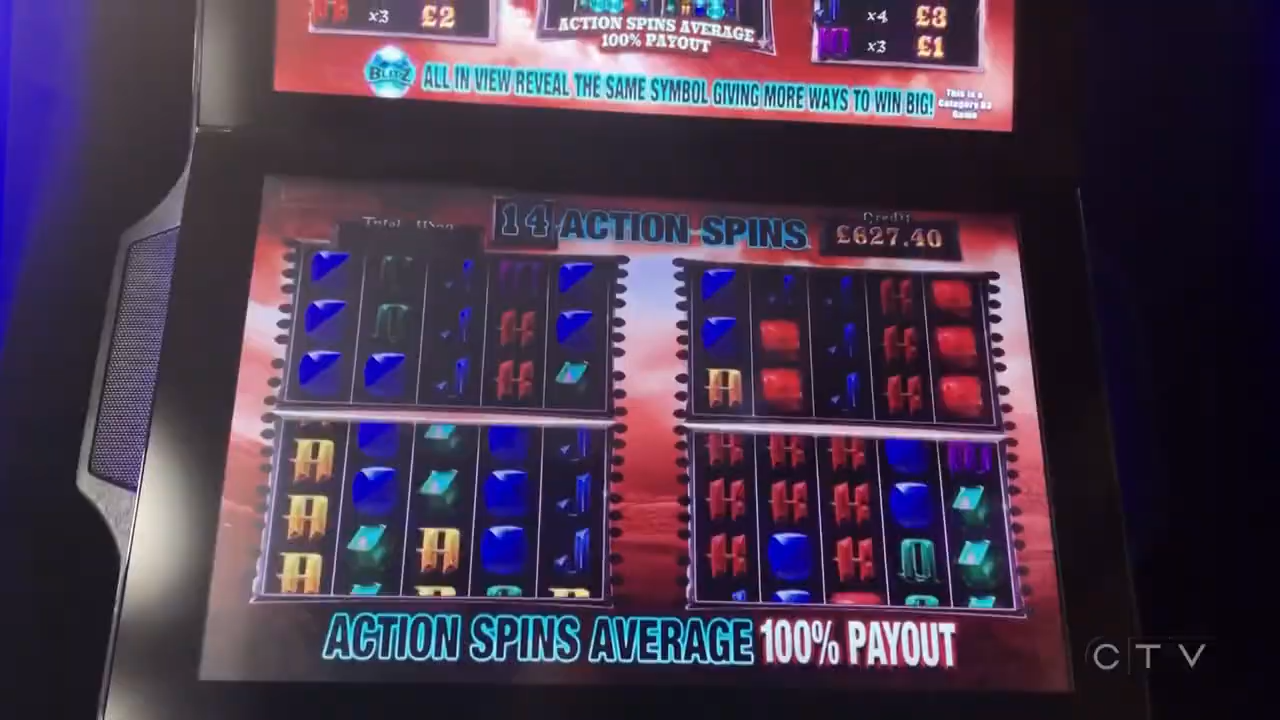 x3 £2
ACTION SPINS AVERAGE
100% PAYOUT
x4 £3
x3 £1
BLITZ
ALL IN VIEW REVEAL THE SAME SYMBOL GIVING MORE WAYS TO WIN BIG!
This is a
Category B3
Game
14 ACTION SPINS
Credit
£627.40
ACTION SPINS AVERAGE 100% PAYOUT
CTV